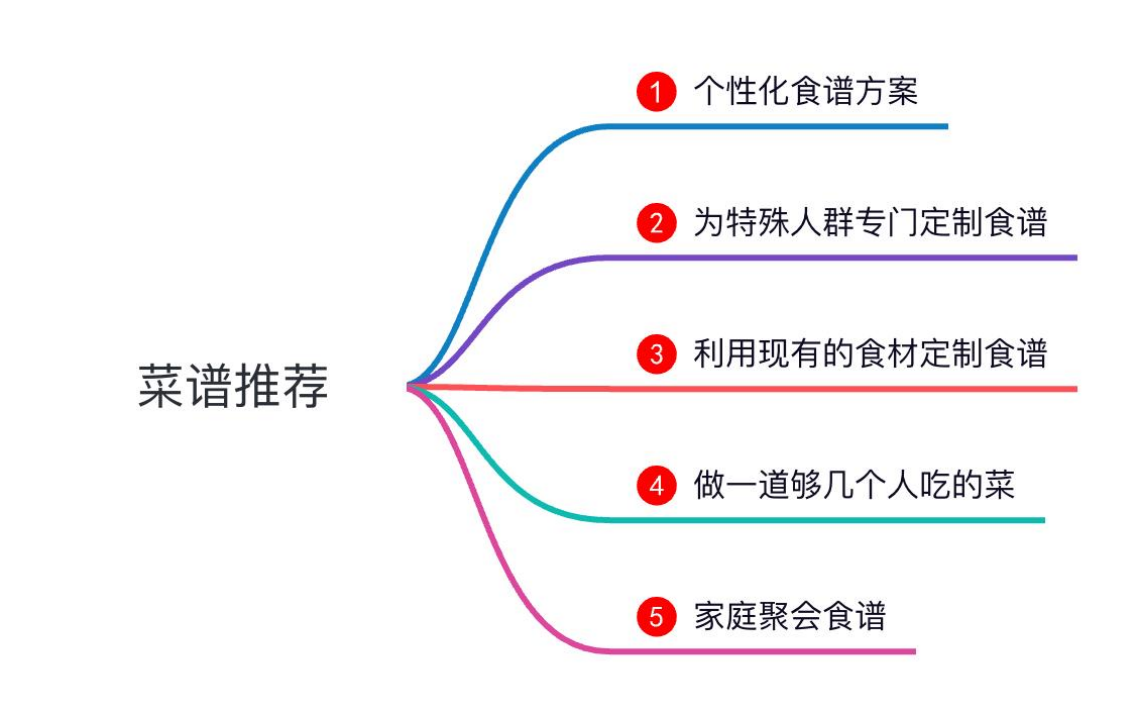 菜谱推荐
1 个性化食谱方案
2 为特殊人群专门定制食谱
3 利用现有的食材定制食谱
4 做一道够几个人吃的菜
5 家庭聚会食谱